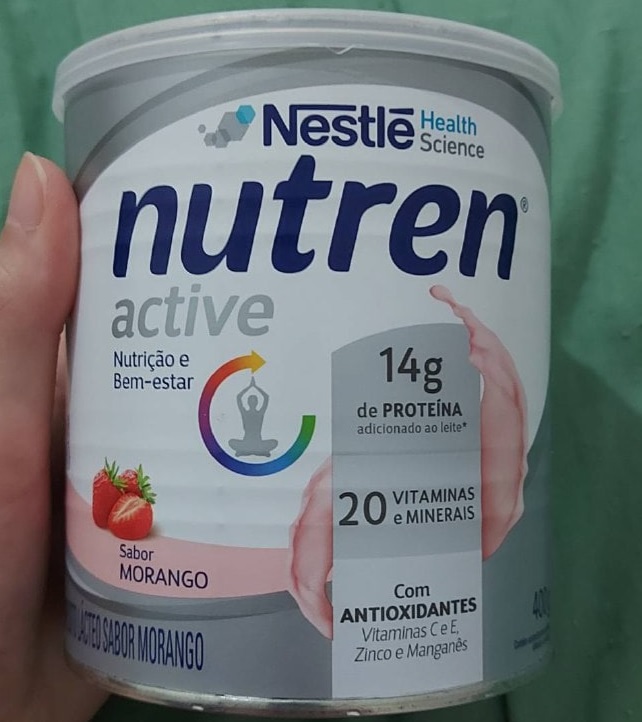 Nestlé Health
Science
nutren®
active
Nutrição e
Bem-estar
14g
de PROTEÍNA
adicionado ao leite*
20 VITAMINAS
e MINERAIS
Sabor
MORANGO
Com
ANTIOXIDANTES
Vitaminas C e E,
Zinco e Manganês
LÁCTEO SABOR MORANGO